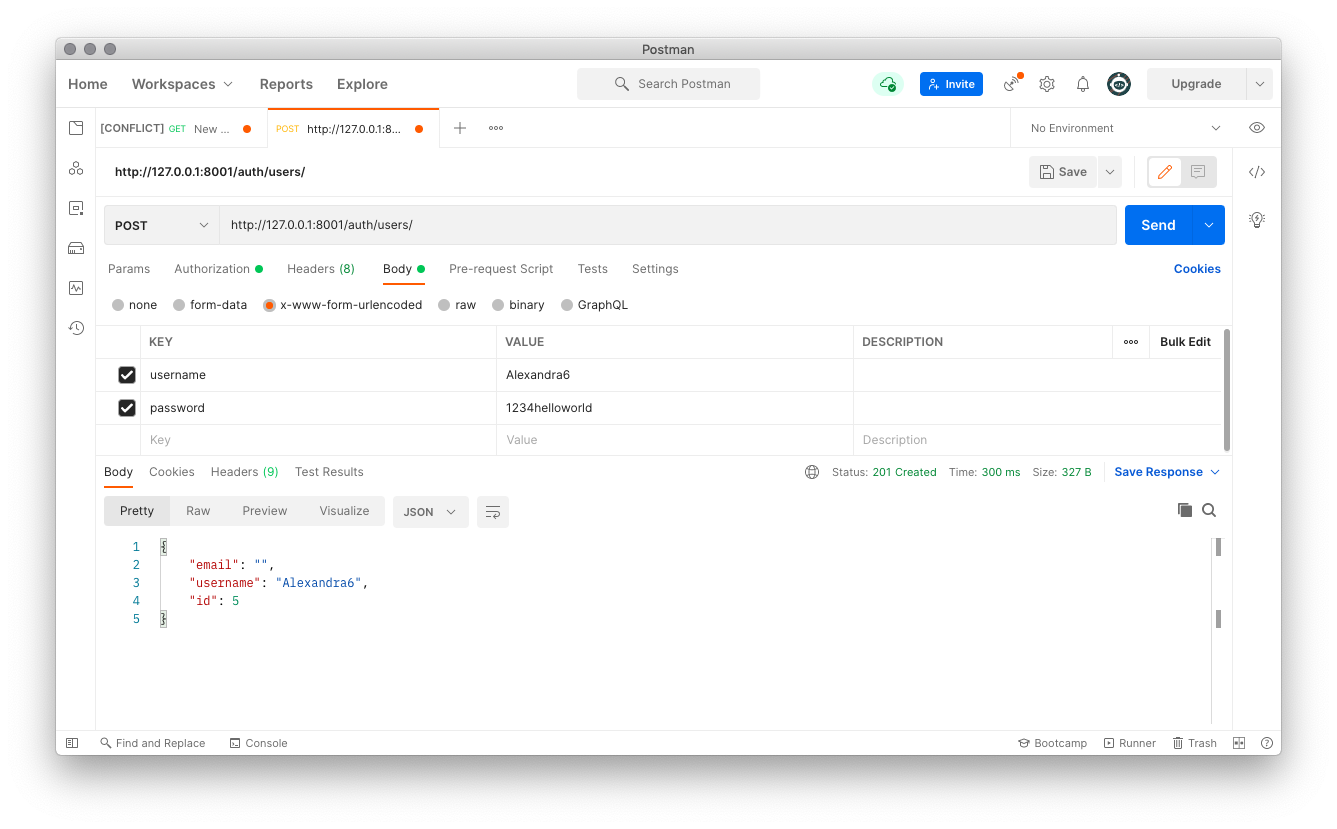 Postman
Home Workspaces Reports Explore Search Postman Invite Upgrade
[CONFLICT] GET New ... POST http://127.0.0.1:8... No Environment
http://127.0.0.1:8001/auth/users/ Save
POST http://127.0.0.1:8001/auth/users/ Send
Params Authorization Headers (8) Body Pre-request Script Tests Settings Cookies
none form-data x-www-form-urlencoded raw binary GraphQL
KEY VALUE DESCRIPTION Bulk Edit
username Alexandra6
password 1234helloworld
Key Value Description
Body Cookies Headers (9) Test Results Status: 201 Created Time: 300 ms Size: 327 B Save Response
Pretty Raw Preview Visualize JSON
1 {
2 "email": "",
3 "username": "Alexandra6",
4 "id": 5
5 }
Find and Replace Console Bootcamp Runner Trash